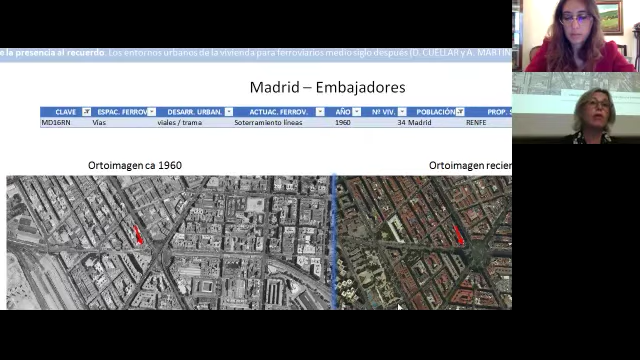 e la presencia al recuerdo: Los entornos urbanos de la vivienda para ferroviarios medio siglo después (D. CUELLAR y A. MARTIM
Madrid – Embajadores
CLAVE ESPAC. FERROV DESARR. URBAN. ACTUAC. FERROV. AÑO Nº VIV. POBLACIÓN PROP. S
MD16RN Vías viales / trama Soterramiento líneas 1960 34 Madrid RENFE
Ortoimagen ca 1960 Ortoimagen recien